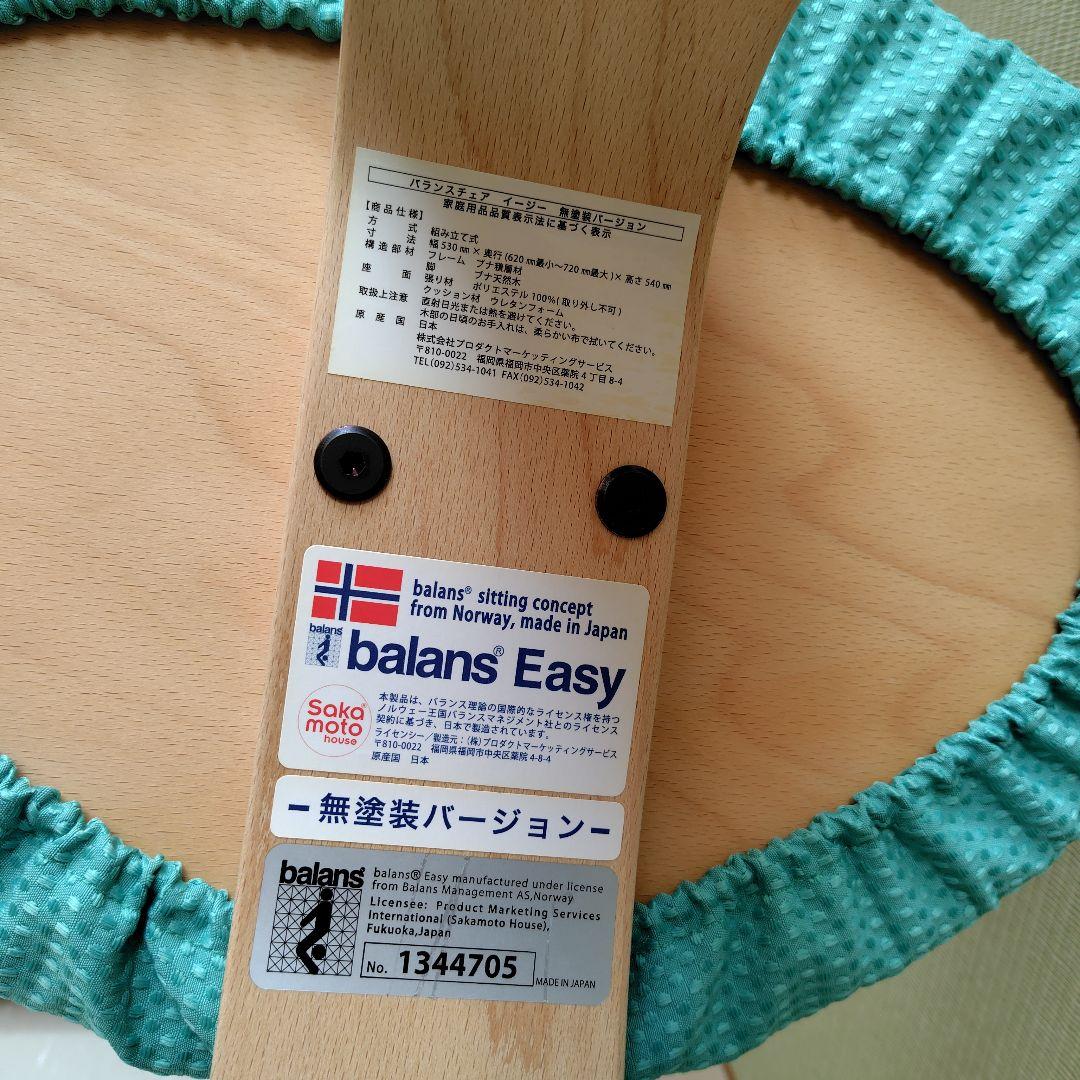 バランスチェア イージー 無塗装バージョン
家庭用品品質表示法に基づく表示
【商品仕様】
方式 組み立て式
寸法 幅530㎜×奥行(620㎜最小〜720㎜最大)×高さ540㎜
構造部材 フレーム ブナ積層材
脚 ブナ天然木
座面 張り材 ポリエステル100%(取り外し不可)
クッション材 ウレタンフォーム
取扱上注意 直射日光または熱を避けてください。
木部の日頃のお手入れは、柔らかい布で拭いてください。
原産国 日本
株式会社プロダクトマーケッティングサービス
〒810-0022 福岡県福岡市中央区薬院4丁目8-4
TEL(092)534-1041 FAX(092)534-1042
balans® sitting concept
from Norway, made in Japan
balans
balans® Easy
Saka
moto
house
本製品は、バランス理論の国際的なライセンス権を持つ
ノルウェー王国バランスマネジメント社とのライセンス
契約に基づき、日本で製造されています。
ライセンシー/製造元:(株)プロダクトマーケッティングサービス
〒810-0022 福岡県福岡市中央区薬院4-8-4
原産国 日本
−無塗装バージョン−
balans®
balans® Easy manufactured under license
from Balans Management AS,Norway
Licensee: Product Marketing Services
International (Sakamoto House),
Fukuoka,Japan
No. 1344705
MADE IN JAPAN